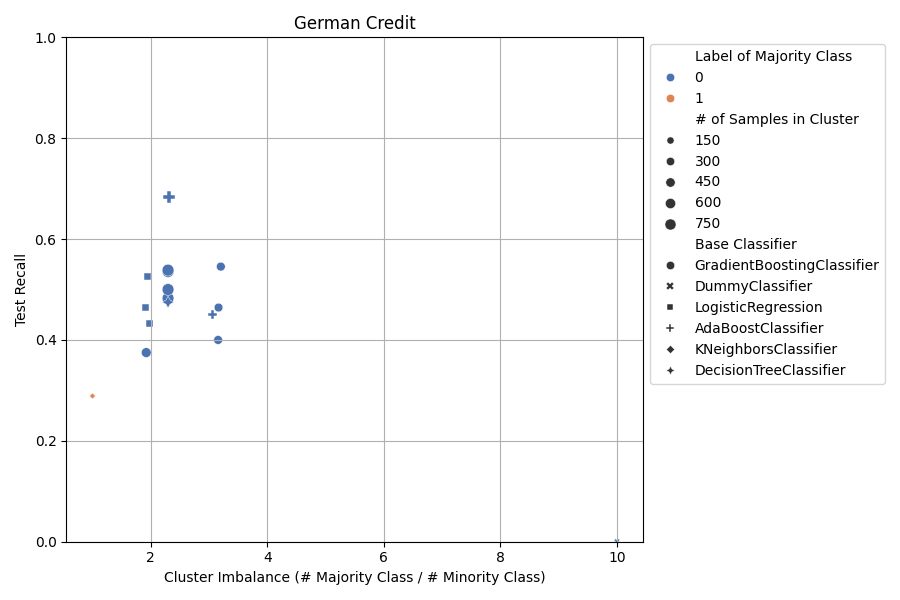 German Credit
1.0
0.8
0.6
0.4
0.2
0.0
Test Recall
2
4
6
8
10
Cluster Imbalance (# Majority Class / # Minority Class)
Label of Majority Class
0
1
# of Samples in Cluster
150
300
450
600
750
Base Classifier
GradientBoostingClassifier
DummyClassifier
LogisticRegression
AdaBoostClassifier
KNeighborsClassifier
DecisionTreeClassifier